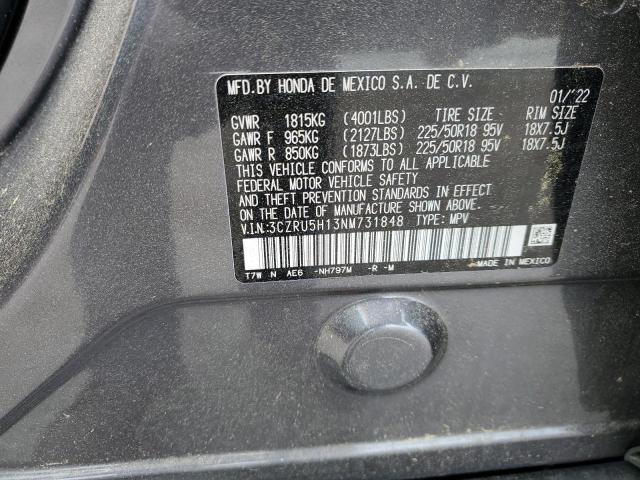 MFD.BY HONDA DE MEXICO S.A. DE C.V.
01/'22
GVWR 1815KG (4001LBS) TIRE SIZE RIM SIZE
GAWR F 965KG (2127LBS) 225/50R18 95V 18X7.5J
GAWR R 850KG (1873LBS) 225/50R18 95V 18X7.5J
THIS VEHICLE CONFORMS TO ALL APPLICABLE
FEDERAL MOTOR VEHICLE SAFETY
AND THEFT PREVENTION STANDARDS IN EFFECT
ON THE DATE OF MANUFACTURE SHOWN ABOVE.
V.I.N:3CZRU5H13NM731848 TYPE: MPV
T7W N AE6 -NH797M -R -M MADE IN MEXICO